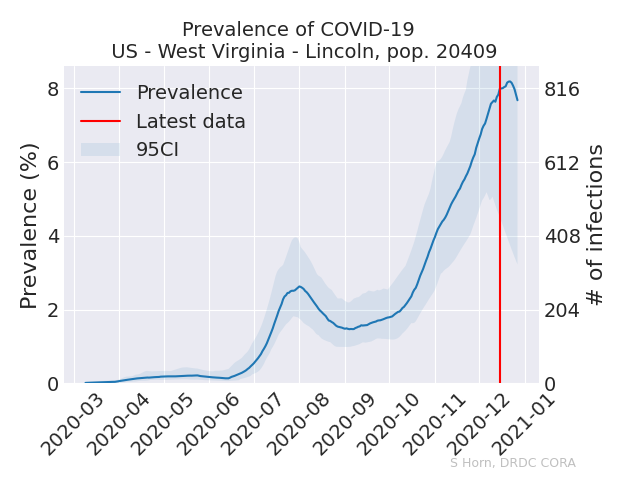 Prevalence of COVID-19
US - West Virginia - Lincoln, pop. 20409
Prevalence
Latest data
95CI
Prevalence (%)
8
6
4
2
0
816
612
408
204
0
# of infections
2020-03
2020-04
2020-05
2020-06
2020-07
2020-08
2020-09
2020-10
2020-11
2020-12
2021-01
S Horn, DRDC CORA